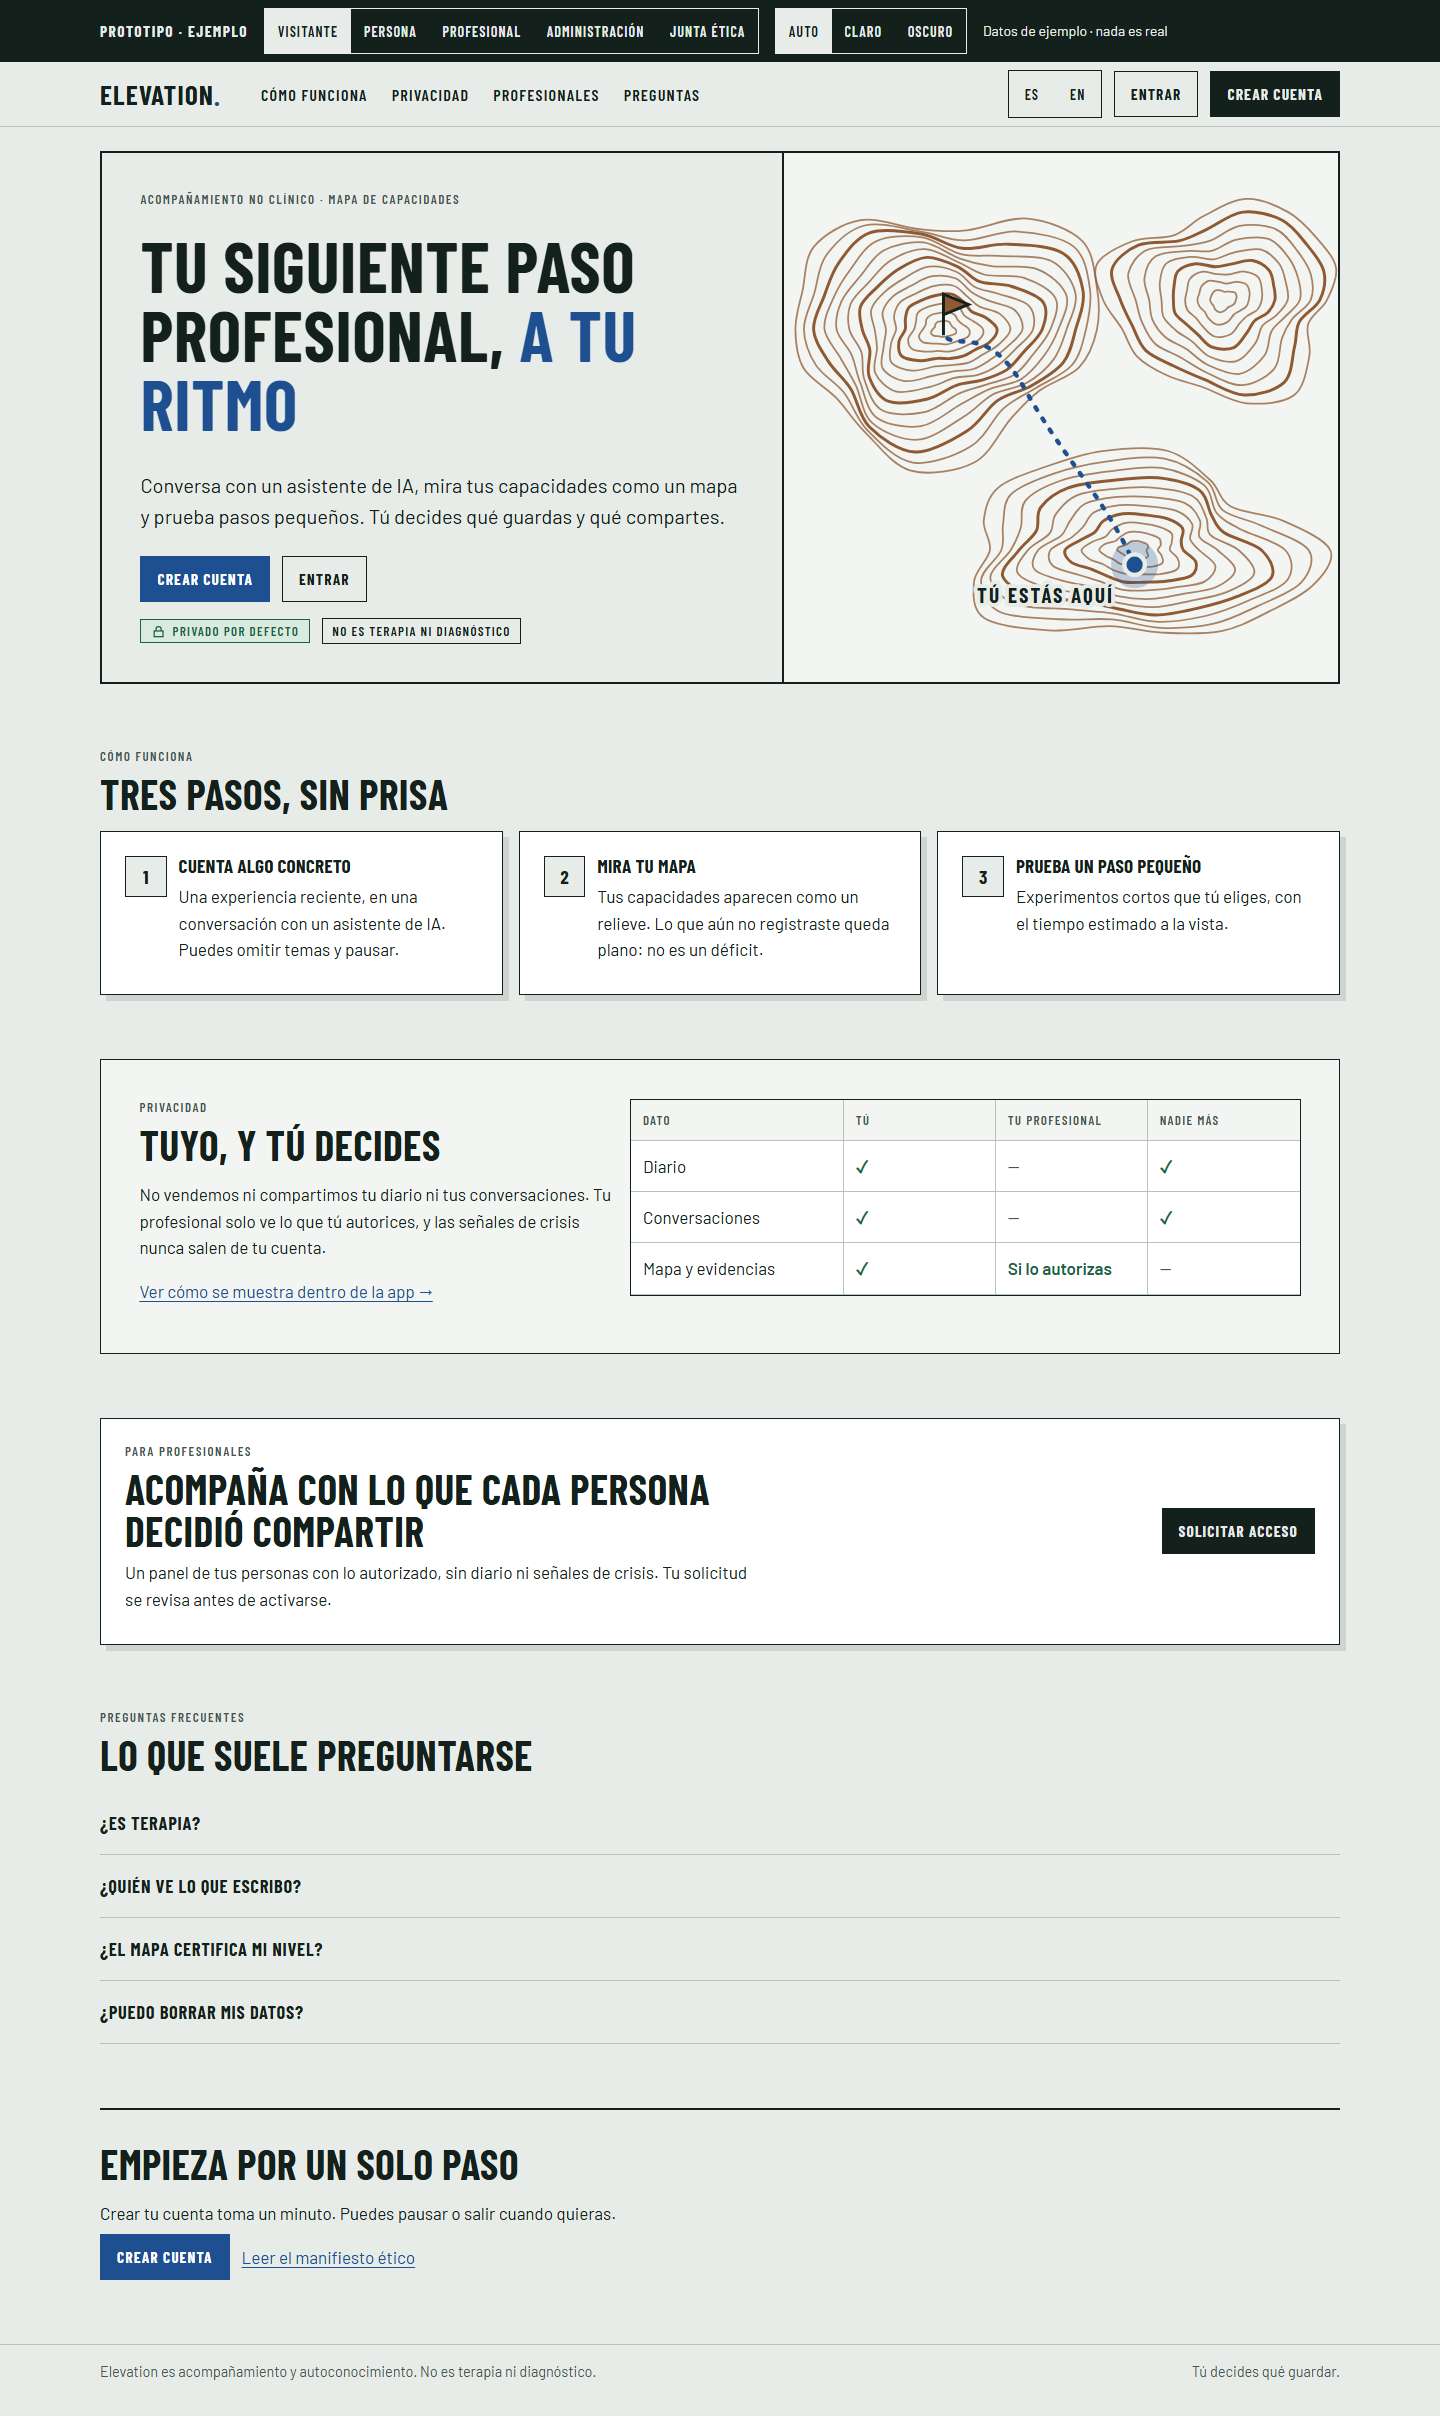 PROTOTIPO · EJEMPLO
VISITANTE
PERSONA
PROFESIONAL
ADMINISTRACIÓN
JUNTA ÉTICA
AUTO
CLARO
OSCURO
Datos de ejemplo · nada es real
ELEVATION.
CÓMO FUNCIONA
PRIVACIDAD
PROFESIONALES
PREGUNTAS
ES
EN
ENTRAR
CREAR CUENTA
ACOMPAÑAMIENTO NO CLÍNICO · MAPA DE CAPACIDADES
TU SIGUIENTE PASO
PROFESIONAL, A TU
RITMO
Conversa con un asistente de IA, mira tus capacidades como un mapa
y prueba pasos pequeños. Tú decides qué guardas y qué compartes.
CREAR CUENTA
ENTRAR
PRIVADO POR DEFECTO
NO ES TERAPIA NI DIAGNÓSTICO
TÚ ESTÁS AQUÍ
CÓMO FUNCIONA
TRES PASOS, SIN PRISA
1
CUENTA ALGO CONCRETO
Una experiencia reciente, en una
conversación con un asistente de IA.
Puedes omitir temas y pausar.
2
MIRA TU MAPA
Tus capacidades aparecen como un
relieve. Lo que aún no registraste queda
plano: no es un déficit.
3
PRUEBA UN PASO PEQUEÑO
Experimentos cortos que tú eliges, con
el tiempo estimado a la vista.
PRIVACIDAD
TUYO, Y TÚ DECIDES
No vendemos ni compartimos tu diario ni tus conversaciones. Tu
profesional solo ve lo que tú autorices, y las señales de crisis
nunca salen de tu cuenta.
Ver cómo se muestra dentro de la app →
DATO TÚ TU PROFESIONAL NADIE MÁS
Diario ✓ — ✓
Conversaciones ✓ — ✓
Mapa y evidencias ✓ Si lo autorizas —
PARA PROFESIONALES
ACOMPAÑA CON LO QUE CADA PERSONA
DECIDIÓ COMPARTIR
Un panel de tus personas con lo autorizado, sin diario ni señales de crisis. Tu solicitud
se revisa antes de activarse.
SOLICITAR ACCESO
PREGUNTAS FRECUENTES
LO QUE SUELE PREGUNTARSE
¿ES TERAPIA?
¿QUIÉN VE LO QUE ESCRIBO?
¿EL MAPA CERTIFICA MI NIVEL?
¿PUEDO BORRAR MIS DATOS?
EMPIEZA POR UN SOLO PASO
Crear tu cuenta toma un minuto. Puedes pausar o salir cuando quieras.
CREAR CUENTA
Leer el manifiesto ético
Elevation es acompañamiento y autoconocimiento. No es terapia ni diagnóstico.
Tú decides qué guardar.